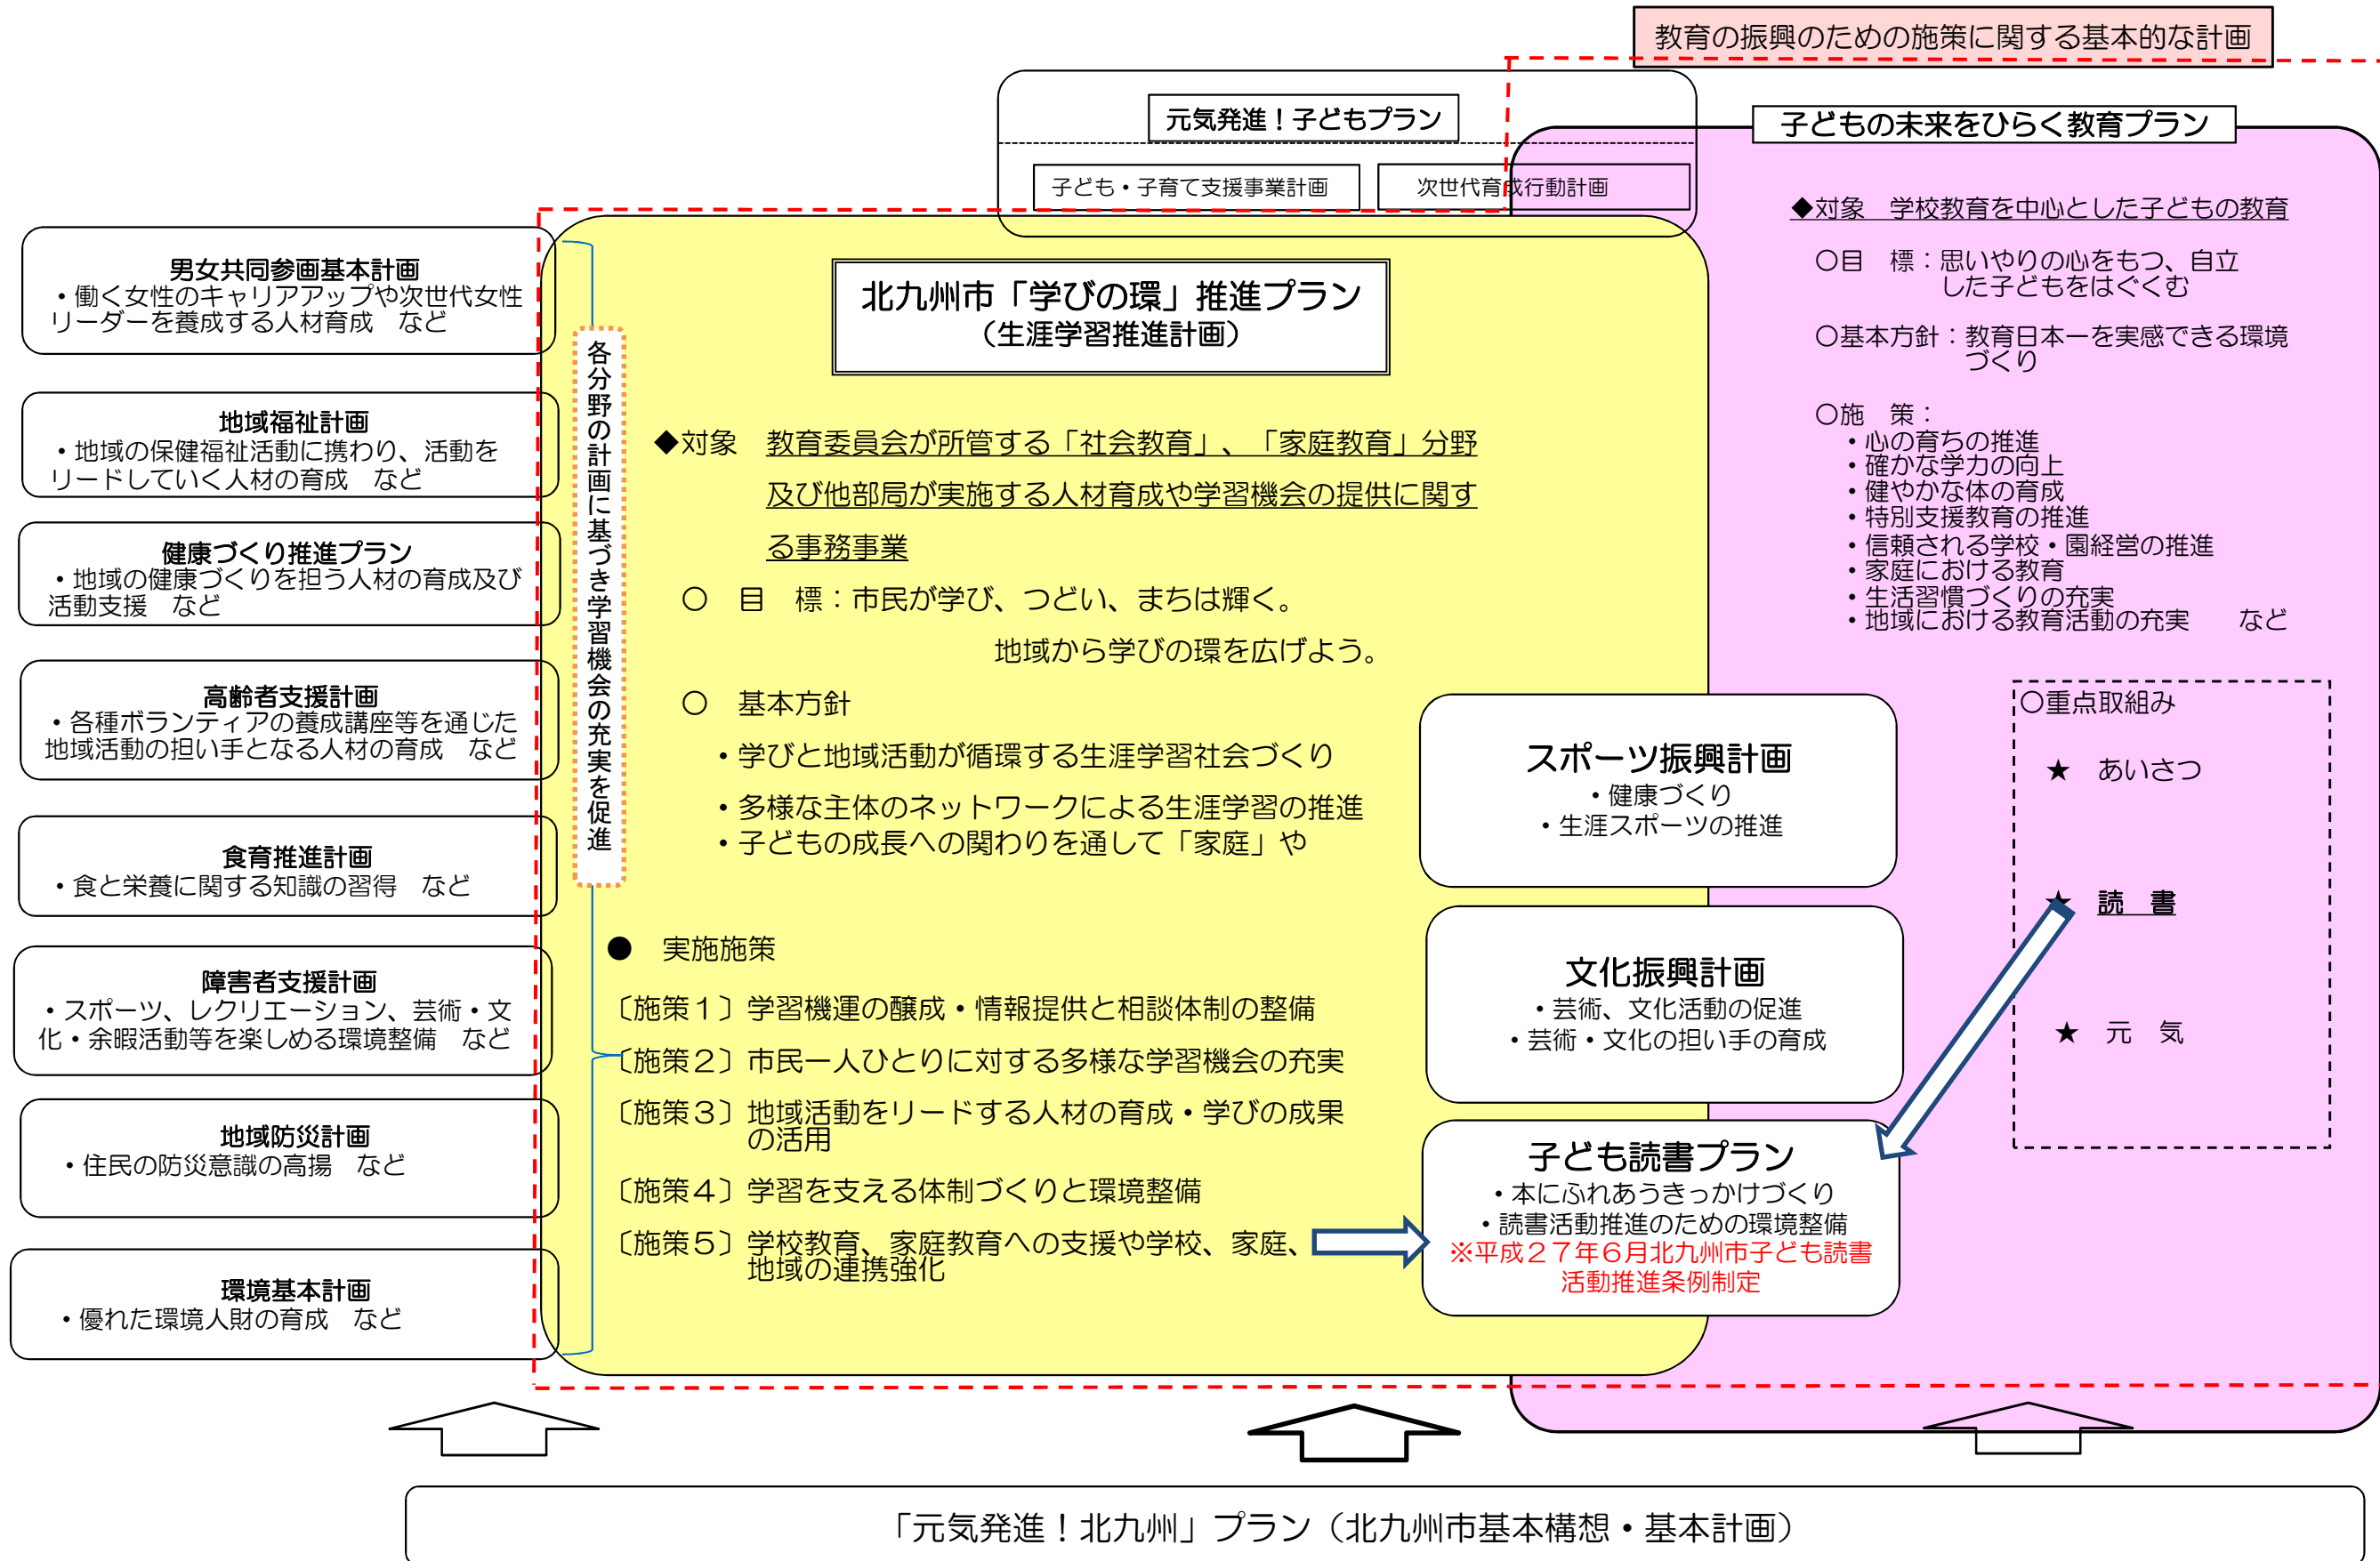 教育の振興のための施策に関する基本的な計画
元気発進！子どもプラン
子ども・子育て支援事業計画
次世代育成行動計画
子どもの未来をひらく教育プラン
◆対象　学校教育を中心とした子どもの教育
○目　標：思いやりの心をもつ、自立
した子どもをはぐくむ
○基本方針：教育日本一を実感できる環境
づくり
○施　策：
・心の育ちの推進
・確かな学力の向上
・健やかな体の育成
・特別支援教育の推進
・信頼される学校・園経営の推進
・家庭における教育
・生活習慣づくりの充実
・地域における教育活動の充実　　など
○重点取組み
★　あいさつ
★　読　書
★　元　気
男女共同参画基本計画
・働く女性のキャリアアップや次世代女性
リーダーを養成する人材育成　など
地域福祉計画
・地域の保健福祉活動に携わり、活動を
リードしていく人材の育成　など
健康づくり推進プラン
・地域の健康づくりを担う人材の育成及び
活動支援　など
高齢者支援計画
・各種ボランティアの養成講座等を通じた
地域活動の担い手となる人材の育成　など
食育推進計画
・食と栄養に関する知識の習得　など
障害者支援計画
・スポーツ、レクリエーション、芸術・文
化・余暇活動等を楽しめる環境整備　など
地域防災計画
・住民の防災意識の高揚　など
環境基本計画
・優れた環境人財の育成　など
各分野の計画に基づき学習機会の充実を促進
北九州市「学びの環」推進プラン
（生涯学習推進計画）
◆対象　教育委員会が所管する「社会教育」、「家庭教育」分野
及び他部局が実施する人材育成や学習機会の提供に関す
る事務事業
○　目　標：市民が学び、つどい、まちは輝く。
地域から学びの環を広げよう。
○　基本方針
・学びと地域活動が循環する生涯学習社会づくり
・多様な主体のネットワークによる生涯学習の推進
・子どもの成長への関わりを通して「家庭」や
●　実施施策
〔施策１〕学習機運の醸成・情報提供と相談体制の整備
〔施策２〕市民一人ひとりに対する多様な学習機会の充実
〔施策３〕地域活動をリードする人材の育成・学びの成果
の活用
〔施策４〕学習を支える体制づくりと環境整備
〔施策５〕学校教育、家庭教育への支援や学校、家庭、
地域の連携強化
スポーツ振興計画
・健康づくり
・生涯スポーツの推進
文化振興計画
・芸術、文化活動の促進
・芸術・文化の担い手の育成
子ども読書プラン
・本にふれあうきっかけづくり
・読書活動推進のための環境整備
※平成２７年６月北九州市子ども読書
活動推進条例制定
「元気発進！北九州」プラン（北九州市基本構想・基本計画）